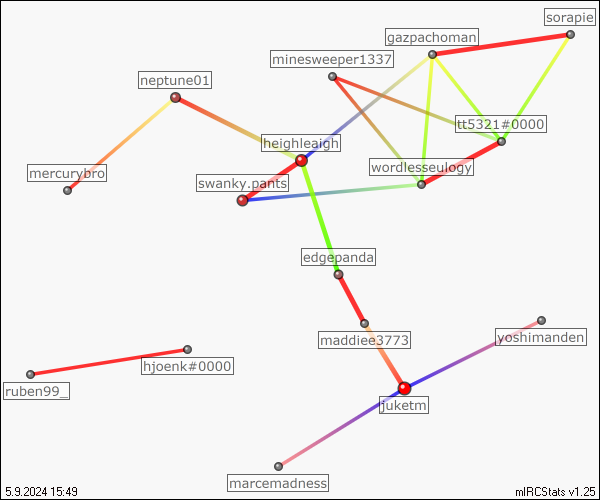 sorapie
gazpachoman
minesweeper1337
neptune01
tt5321#0000
heighleaigh
wordlesseulogy
mercurybro
swanky.pants
edgepanda
maddiee3773
yoshimanden
hjoenk#0000
ruben99_
juketm
marcemadness
5.9.2024 15:49
mIRCStats v1.25